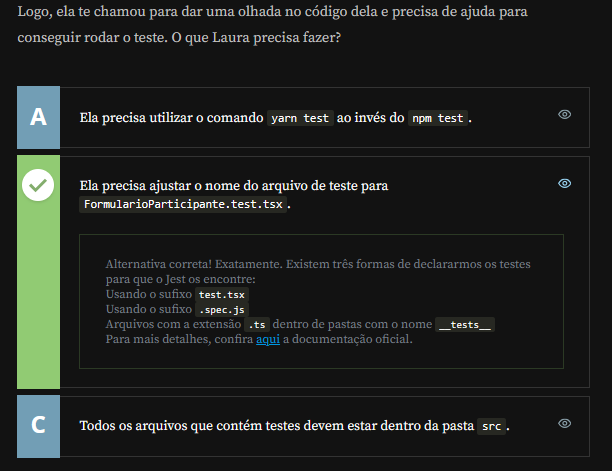 Logo, ela te chamou para dar uma olhada no código dela e precisa de ajuda para
conseguir rodar o teste. O que Laura precisa fazer?
A
Ela precisa utilizar o comando yarn test ao invés do npm test.
Ela precisa ajustar o nome do arquivo de teste para
FormularioParticipante.test.tsx.
Alternativa correta! Exatamente. Existem três formas de declararmos os testes
para que o Jest os encontre:
Usando o sufixo test.tsx
Usando o sufixo .spec.js
Arquivos com a extensão .ts dentro de pastas com o nome __tests__
Para mais detalhes, confira aqui a documentação oficial.
C
Todos os arquivos que contém testes devem estar dentro da pasta src.